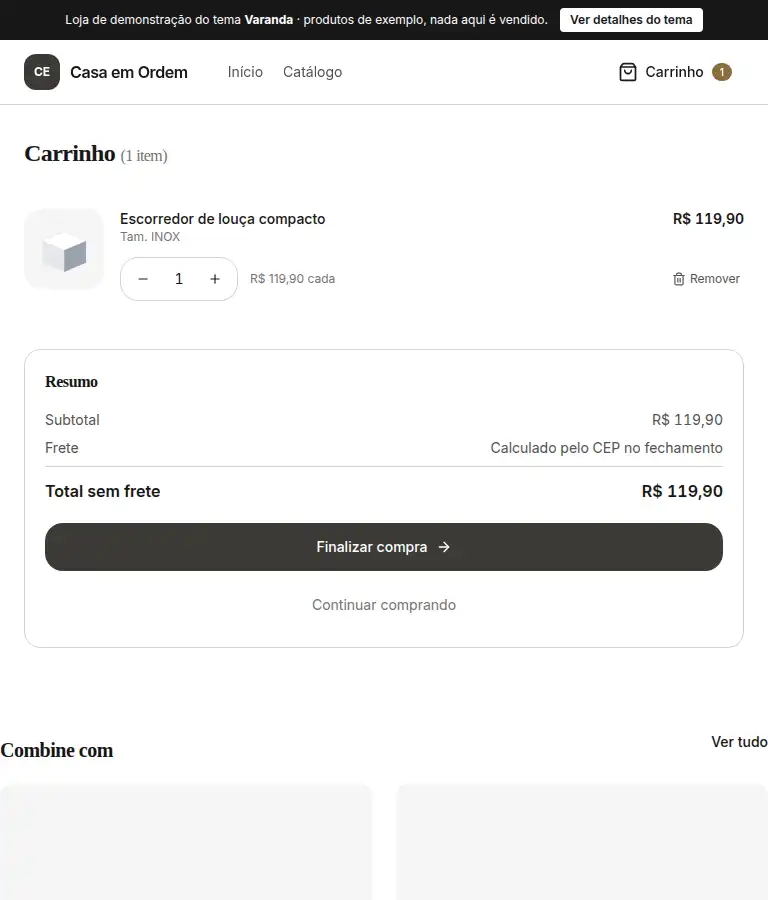 Loja de demonstração do tema Varanda · produtos de exemplo, nada aqui é vendido. Ver detalhes do tema
CE Casa em Ordem Início Catálogo Carrinho 1
Carrinho (1 item)
Escorredor de louça compacto R$ 119,90
Tam. INOX
− 1 + R$ 119,90 cada Remover
Resumo
Subtotal R$ 119,90
Frete Calculado pelo CEP no fechamento
Total sem frete R$ 119,90
Finalizar compra →
Continuar comprando
Combine com Ver tudo